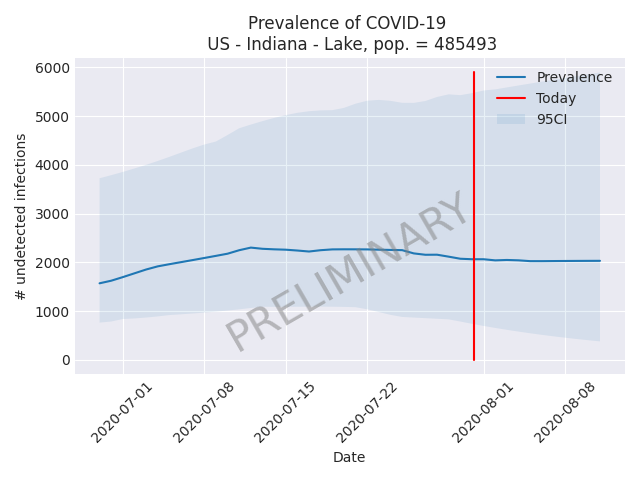 Prevalence of COVID-19
US - Indiana - Lake, pop. = 485493
6000
5000
4000
3000
2000
1000
0
# undetected infections
Prevalence
Today
95CI
PRELIMINARY
2020-07-01
2020-07-08
2020-07-15
2020-07-22
2020-08-01
2020-08-08
Date